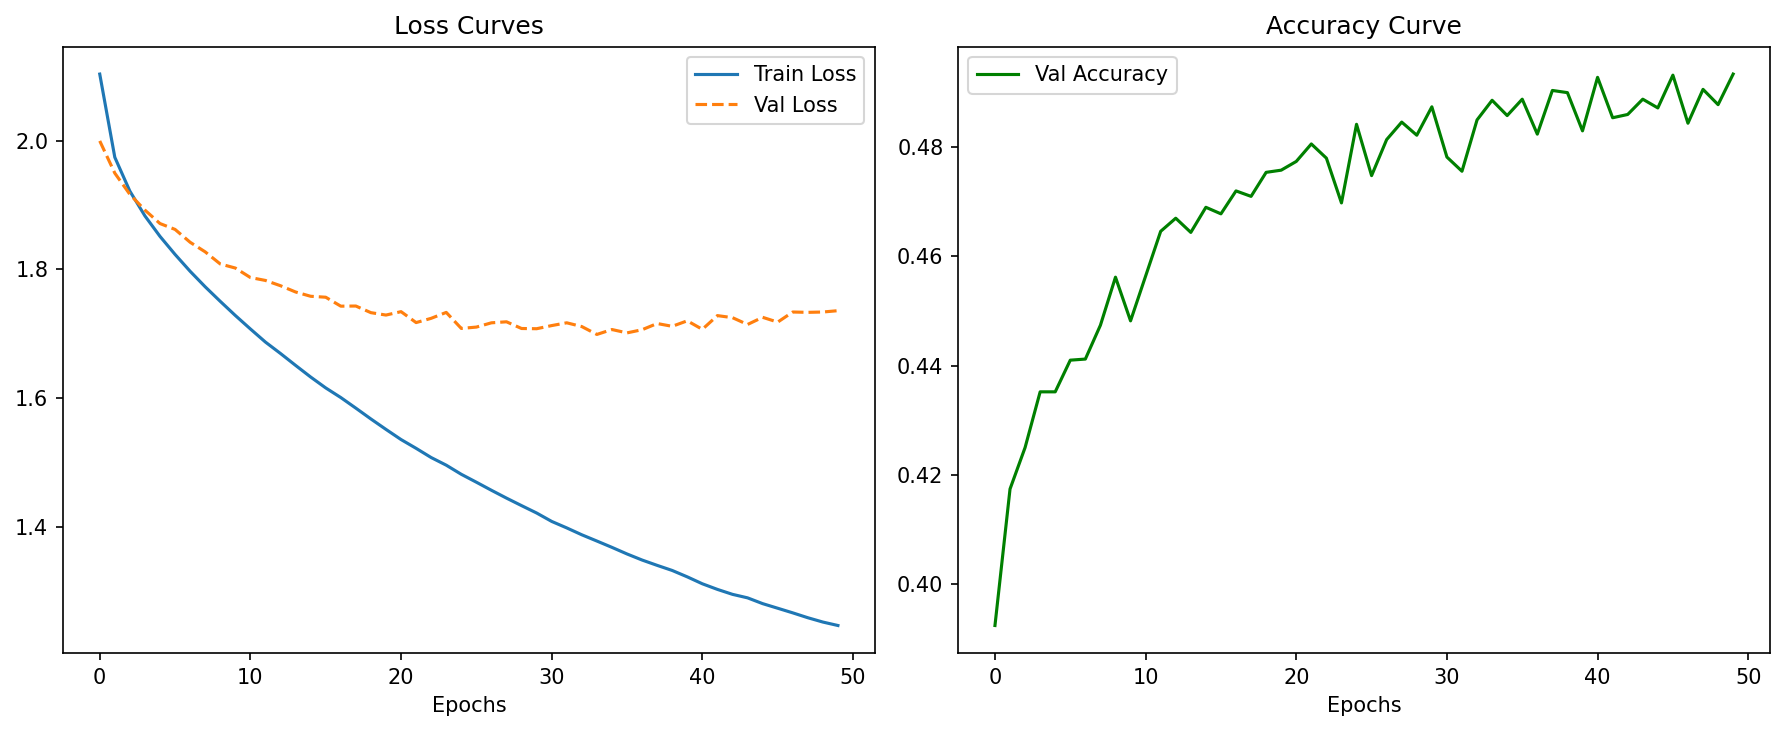 Loss Curves
Train Loss
Val Loss
2.0
1.8
1.6
1.4
0 10 20 30 40 50
Epochs
Accuracy Curve
Val Accuracy
0.48
0.46
0.44
0.42
0.40
0 10 20 30 40 50
Epochs